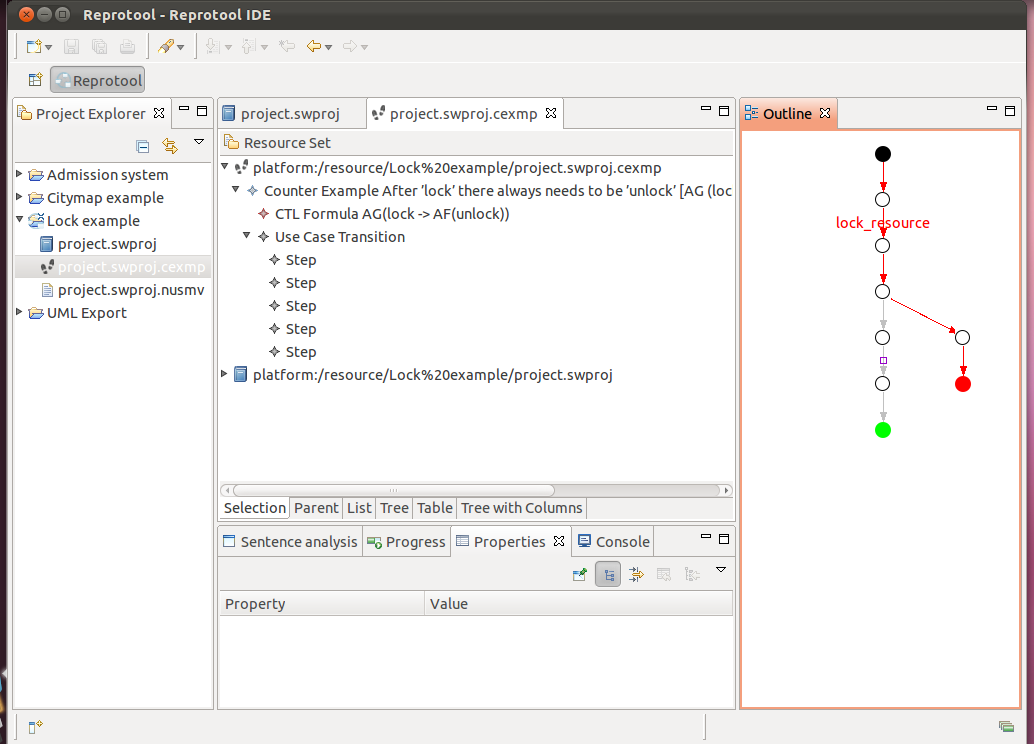 Reprotool - Reprotool IDE
Reprotool
Project Explorer
Admission system
Citymap example
Lock example
project.swproj
project.swproj.cexmp
project.swproj.nusmv
UML Export
project.swproj
project.swproj.cexmp
Resource Set
platform:/resource/Lock%20example/project.swproj.cexmp
Counter Example After 'lock' there always needs to be 'unlock' [AG (loc
CTL Formula AG(lock -> AF(unlock))
Use Case Transition
Step
Step
Step
Step
Step
platform:/resource/Lock%20example/project.swproj
Selection Parent List Tree Table Tree with Columns
Sentence analysis Progress Properties Console
Property Value
Outline
lock_resource